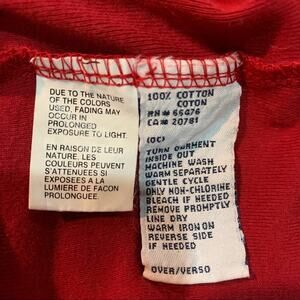 DUE TO THE NATURE
OF THE COLORS
USED, FADING MAY
OCCUR IN
PROLONGED
EXPOSURE TO LIGHT.
EN RAISON DE LEUR
NATURE, LES
COULEURS PEUVENT
S'ATTENUEES SI
EXPOSEES A LA
LUMIERE DE FACON
PROLONGUEE.
100% COTTON
COTON
RN# 66476
CA# 20781
(OC)
TURN GARMENT
INSIDE OUT
MACHINE WASH
WARM SEPARATELY
GENTLE CYCLE
ONLY NON-CHLORINE
BLEACH IF NEEDED
REMOVE PROMPTLY
LINE DRY
WARM IRON ON
REVERSE SIDE
IF NEEDED
OVER/VERSO